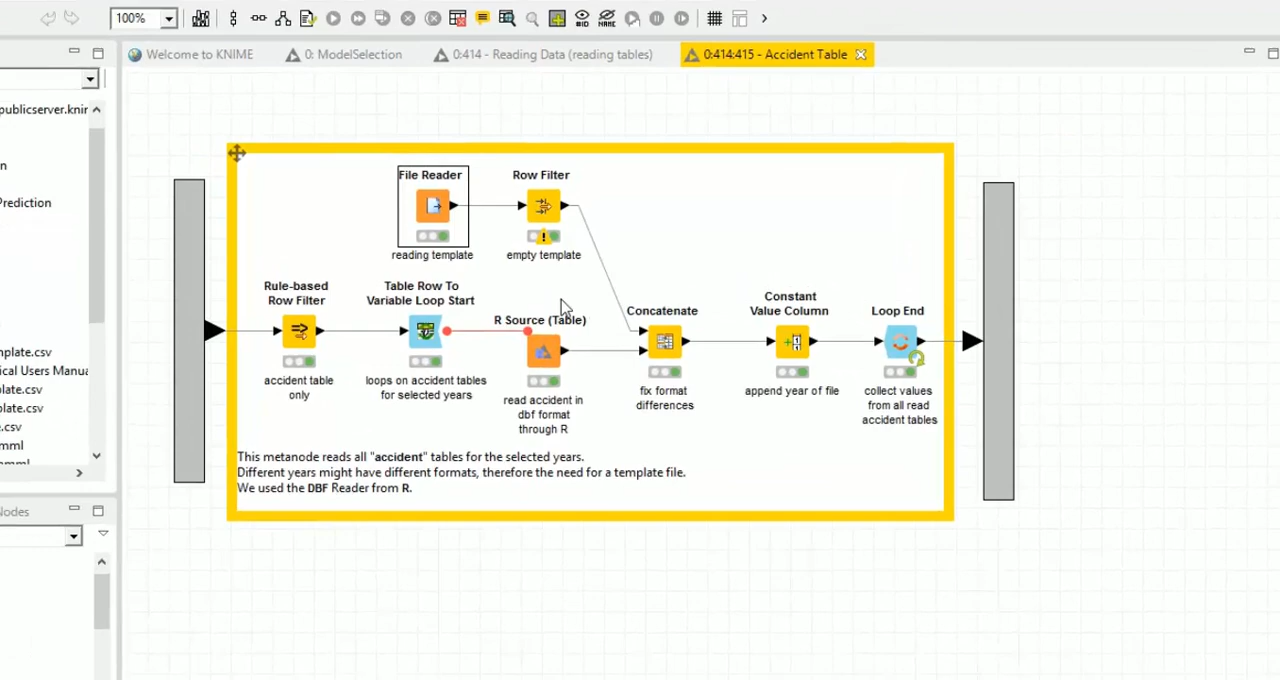 100%
Welcome to KNIME
0: ModelSelection
0:414 - Reading Data (reading tables)
0:414:415 - Accident Table
BID
NAME
publicserver.knir
n
Prediction
mplate.csv
ical Users Manua
late.csv
late.csv
e.csv
mml
Nodes
File Reader
reading template
Row Filter
empty template
Rule-based
Row Filter
accident table
only
Table Row To
Variable Loop Start
loops on accident tables
for selected years
R Source (Table)
read accident in
dbf format
through R
Concatenate
fix format
differences
Constant
Value Column
append year of file
Loop End
collect values
from all read
accident tables
This metanode reads all "accident" tables for the selected years.
Different years might have different formats, therefore the need for a template file.
We used the DBF Reader from R.